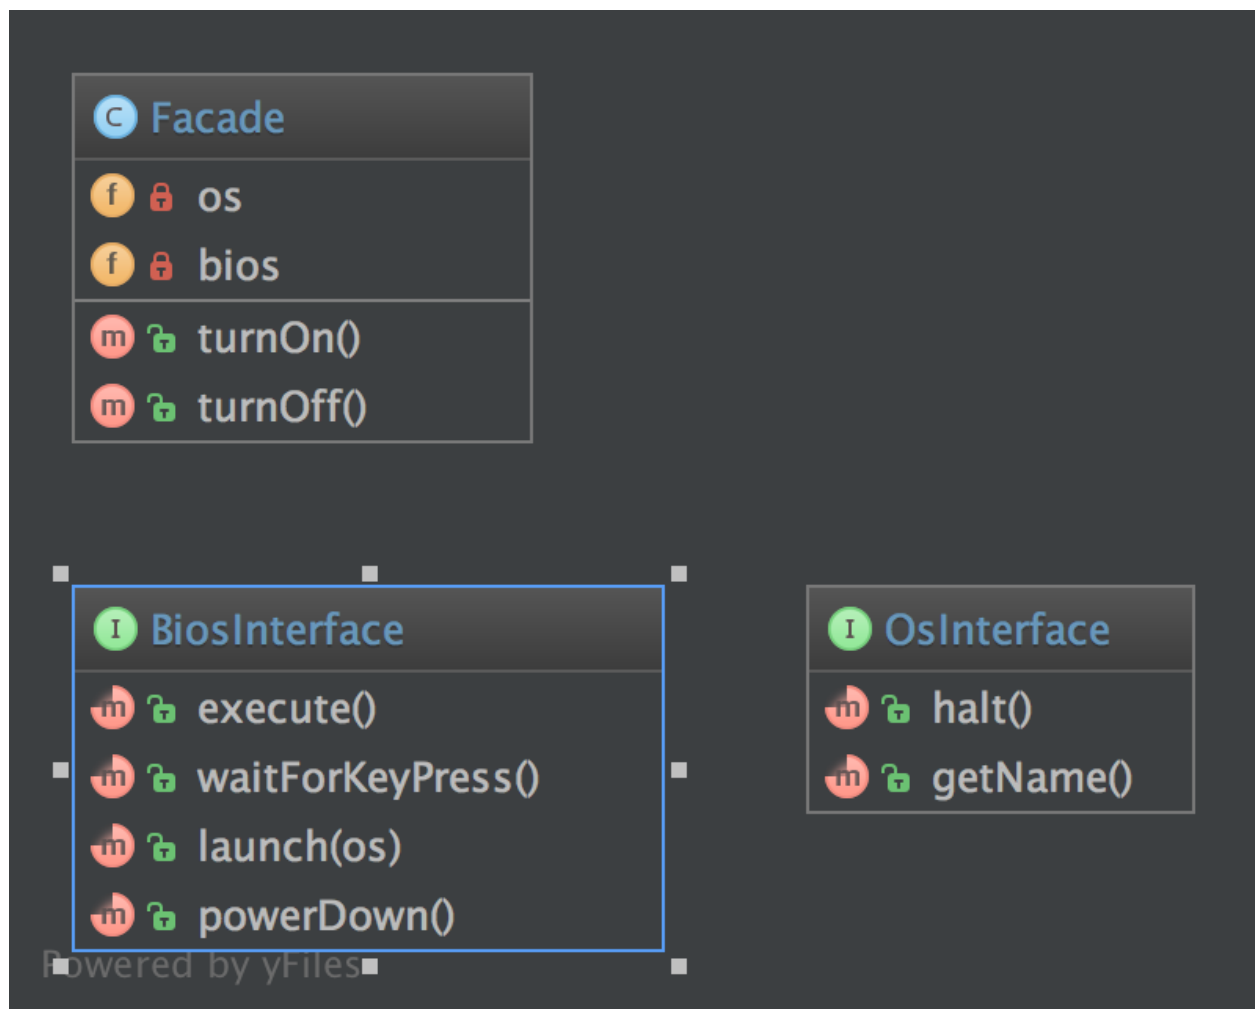 C Facade
f os
f bios
m turnOn()
m turnOff()
I BiosInterface
m execute()
m waitForKeyPress()
m launch(os)
m powerDown()
I OsInterface
m halt()
m getName()
Powered by yFiles